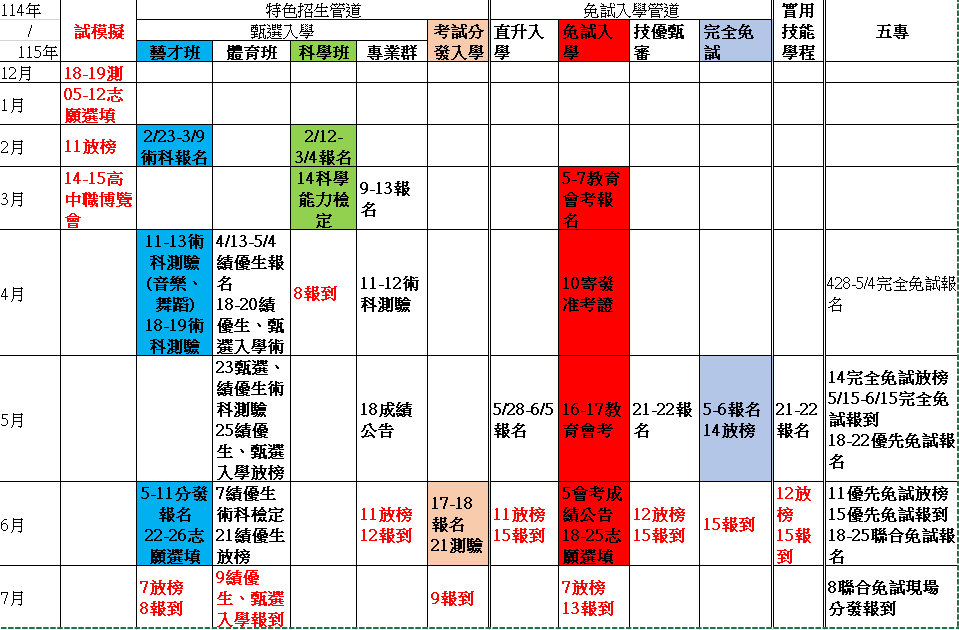 114年
/
115年
試模擬
特色招生管道
甄選入學
藝才班
體育班
科學班
專業群
考試分
發入學
免試入學管道
直升入
學
免試入
學
技優甄
審
完全免
試
實用
技能
學程
五專
12月
18-19測
1月
05-12志
願選填
2月
11放榜
2/23-3/9
術科報名
2/12-
3/4報名
3月
14-15高
中職博覽
會
14科學
能力檢
定
9-13報
名
5-7教育
會考報
名
4月
11-13術
科測驗
(音樂、
舞蹈)
18-19術
科測驗
4/13-5/4
績優生報
名
18-20績
優生、甄
選入學術
8報到
11-12術
科測驗
10寄發
准考證
428-5/4完全免試報
名
5月
23甄選、
績優生術
科測驗
25績優
生、甄選
入學放榜
18成績
公告
5/28-6/5
報名
16-17教
育會考
21-22報
名
5-6報名
14放榜
21-22
報名
14完全免試放榜
5/15-6/15完全免
試報到
18-22優先免試報
名
6月
5-11分發
報名
22-26志
願選填
7績優生
術科檢定
21績優生
放榜
11放榜
12報到
17-18
報名
21測驗
11放榜
15報到
5會考成
績公告
18-25志
願選填
12放榜
15報到
15報到
12放
榜
15報
到
11優先免試放榜
15優先免試報到
18-25聯合免試報
名
7月
7放榜
8報到
9績優
生、甄選
入學報到
9報到
7放榜
13報到
8聯合免試現場
分發報到